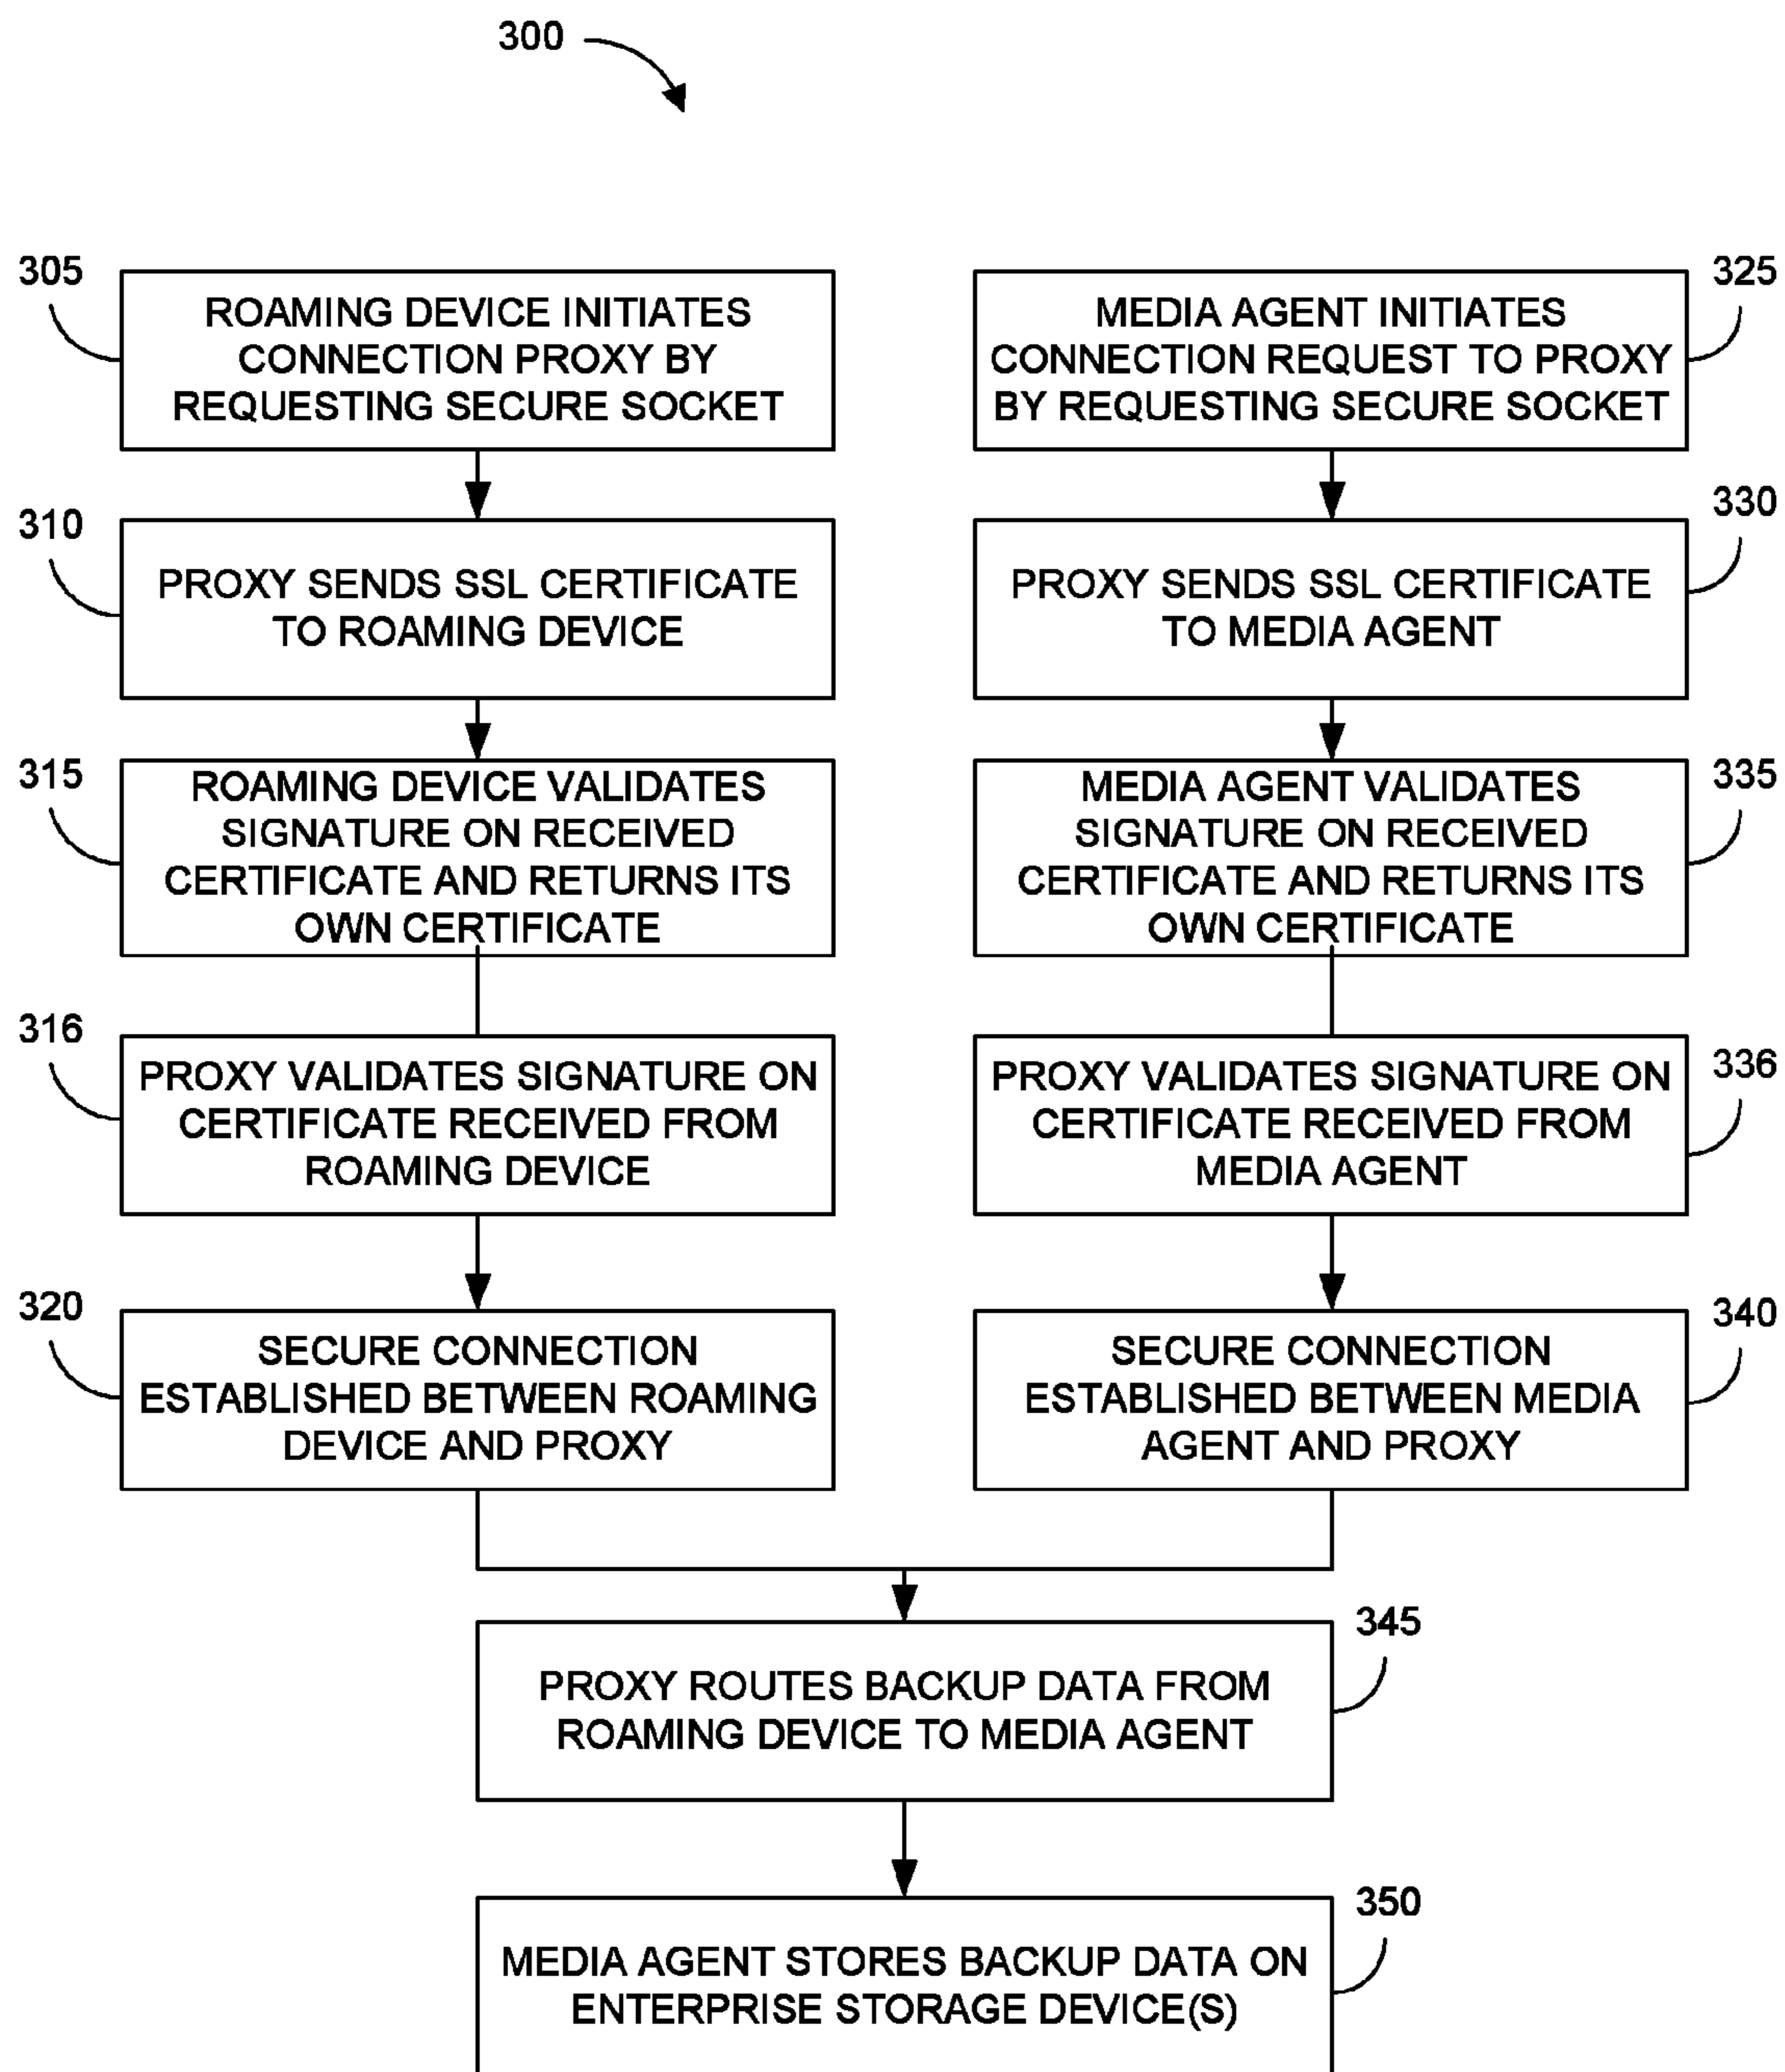 300
305
ROAMING DEVICE INITIATES
CONNECTION PROXY BY
REQUESTING SECURE SOCKET
325
MEDIA AGENT INITIATES
CONNECTION REQUEST TO PROXY
BY REQUESTING SECURE SOCKET
310
PROXY SENDS SSL CERTIFICATE
TO ROAMING DEVICE
330
PROXY SENDS SSL CERTIFICATE
TO MEDIA AGENT
315
ROAMING DEVICE VALIDATES
SIGNATURE ON RECEIVED
CERTIFICATE AND RETURNS ITS
OWN CERTIFICATE
335
MEDIA AGENT VALIDATES
SIGNATURE ON RECEIVED
CERTIFICATE AND RETURNS ITS
OWN CERTIFICATE
316
PROXY VALIDATES SIGNATURE ON
CERTIFICATE RECEIVED FROM
ROAMING DEVICE
336
PROXY VALIDATES SIGNATURE ON
CERTIFICATE RECEIVED FROM
MEDIA AGENT
320
SECURE CONNECTION
ESTABLISHED BETWEEN ROAMING
DEVICE AND PROXY
340
SECURE CONNECTION
ESTABLISHED BETWEEN MEDIA
AGENT AND PROXY
345
PROXY ROUTES BACKUP DATA FROM
ROAMING DEVICE TO MEDIA AGENT
350
MEDIA AGENT STORES BACKUP DATA ON
ENTERPRISE STORAGE DEVICE(S)